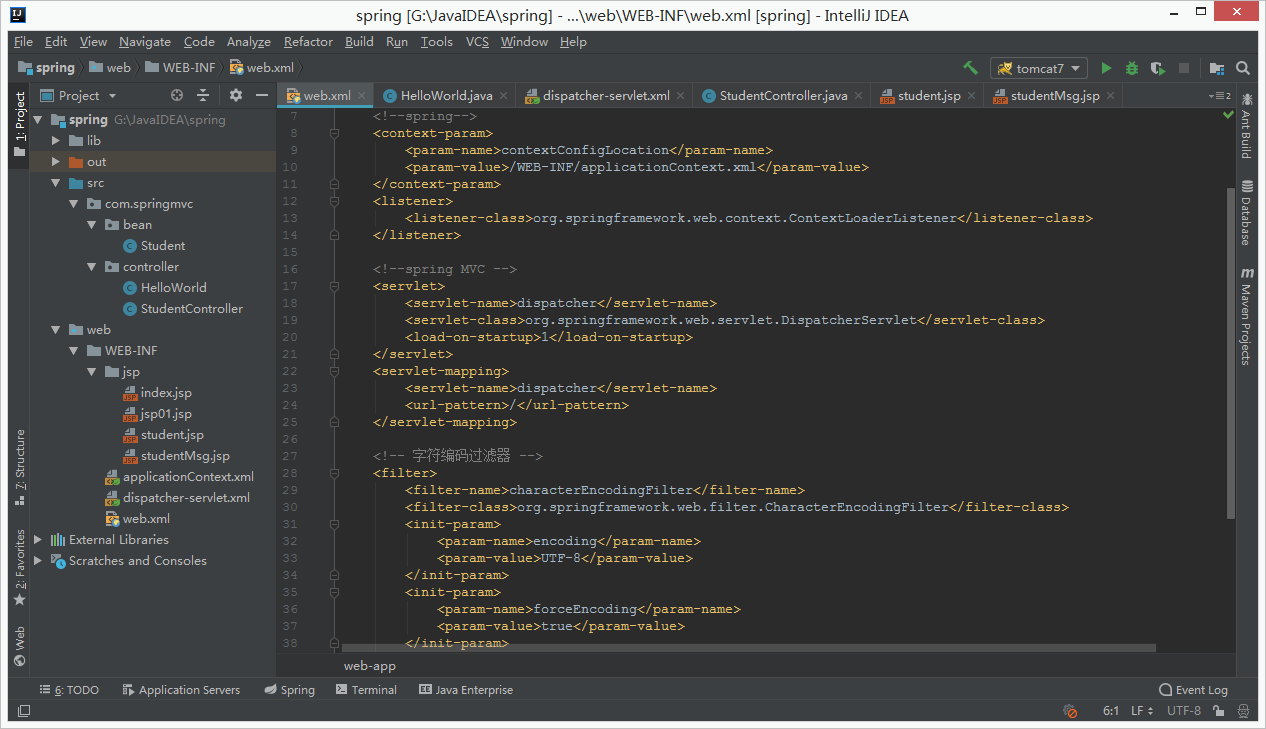 spring [G:\JavaIDEA\spring] - ...\web\WEB-INF\web.xml [spring] - IntelliJ IDEA
File Edit View Navigate Code Analyze Refactor Build Run Tools VCS Window Help
spring web WEB-INF web.xml tomcat7
Project
web.xml HelloWorld.java dispatcher-servlet.xml StudentController.java student.jsp studentMsg.jsp 2
1: Project
7: Structure
2: Favorites
Web
spring G:\JavaIDEA\spring
lib
out
src
com.springmvc
bean
Student
controller
HelloWorld
StudentController
web
WEB-INF
jsp
index.jsp
jsp01.jsp
student.jsp
studentMsg.jsp
applicationContext.xml
dispatcher-servlet.xml
web.xml
External Libraries
Scratches and Consoles
7 <!--spring-->
8 <context-param>
9 <param-name>contextConfigLocation</param-name>
10 <param-value>/WEB-INF/applicationContext.xml</param-value>
11 </context-param>
12 <listener>
13 <listener-class>org.springframework.web.context.ContextLoaderListener</listener-class>
14 </listener>
15
16 <!--spring MVC -->
17 <servlet>
18 <servlet-name>dispatcher</servlet-name>
19 <servlet-class>org.springframework.web.servlet.DispatcherServlet</servlet-class>
20 <load-on-startup>1</load-on-startup>
21 </servlet>
22 <servlet-mapping>
23 <servlet-name>dispatcher</servlet-name>
24 <url-pattern>/</url-pattern>
25 </servlet-mapping>
26
27 <!-- 字符编码过滤器 -->
28 <filter>
29 <filter-name>characterEncodingFilter</filter-name>
30 <filter-class>org.springframework.web.filter.CharacterEncodingFilter</filter-class>
31 <init-param>
32 <param-name>encoding</param-name>
33 <param-value>UTF-8</param-value>
34 </init-param>
35 <init-param>
36 <param-name>forceEncoding</param-name>
37 <param-value>true</param-value>
38 </init-param>
web-app
Ant Build
Database
Maven Projects
6: TODO Application Servers Spring Terminal Java Enterprise Event Log
6:1 LF UTF-8